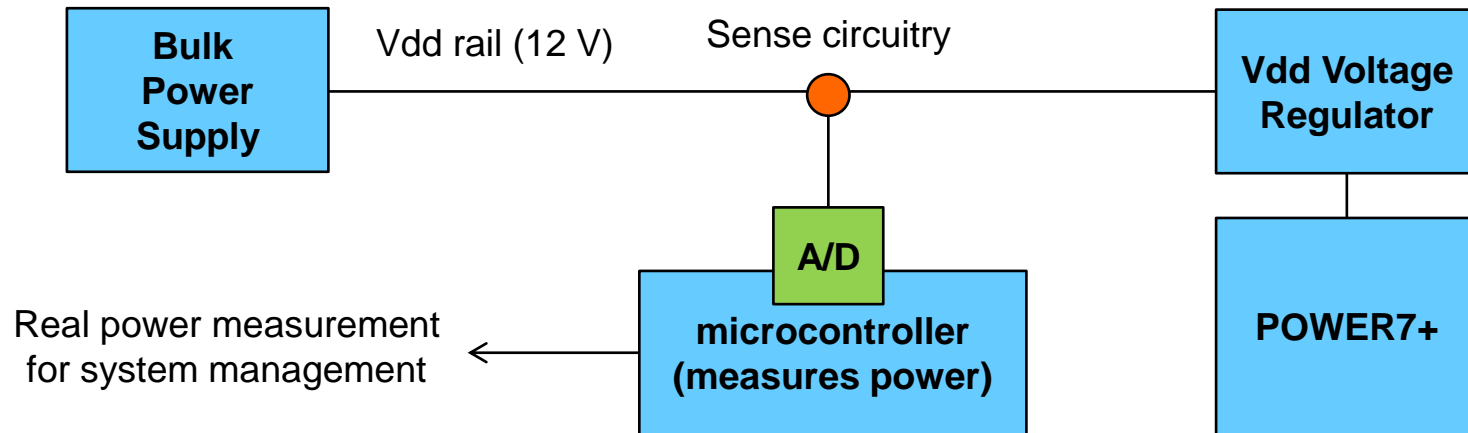 Bulk
Power
Supply
Vdd rail (12 V)
Sense circuitry
Vdd Voltage
Regulator
A/D
microcontroller
(measures power)
Real power measurement
for system management
POWER7+